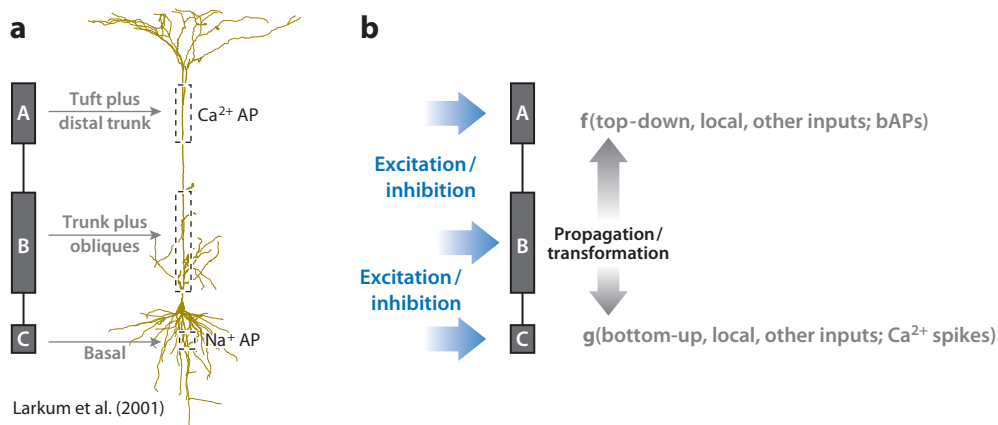 a
A
Tuft plus
distal trunk
Ca²⁺ AP
B
Trunk plus
obliques
C
Basal
Na⁺ AP
Larkum et al. (2001)
b
A
f(top-down, local, other inputs; bAPs)
Excitation/
inhibition
B
Propagation/
transformation
Excitation/
inhibition
C
g(bottom-up, local, other inputs; Ca²⁺ spikes)